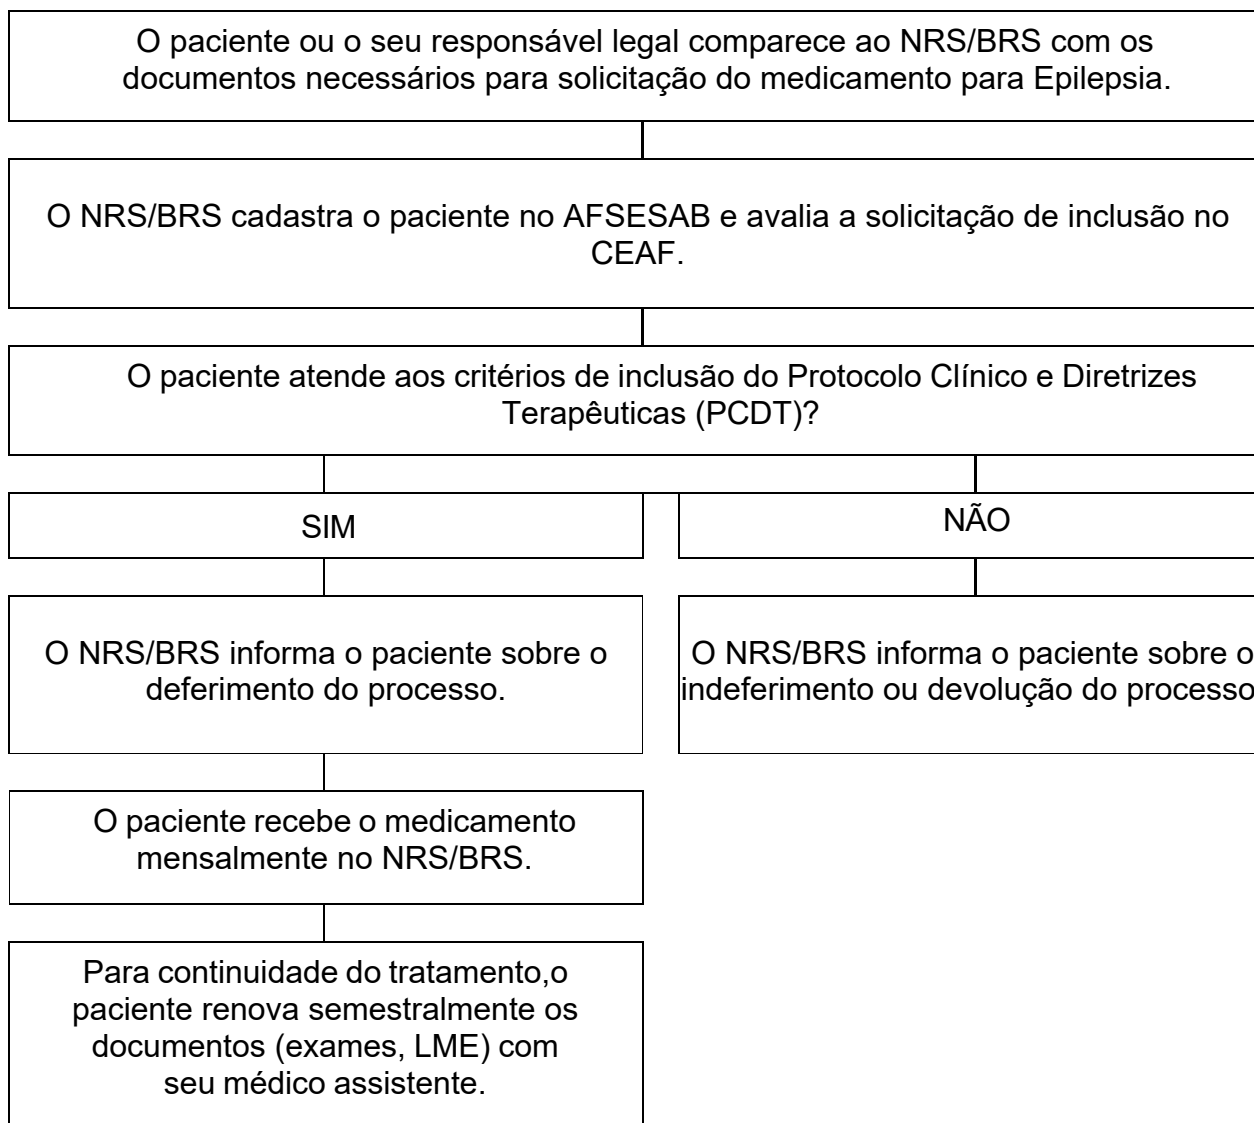 O paciente ou o seu responsável legal comparece ao NRS/BRS com os
documentos necessários para solicitação do medicamento para Epilepsia.
O NRS/BRS cadastra o paciente no AFSESAB e avalia a solicitação de inclusão no
CEAF.
O paciente atende aos critérios de inclusão do Protocolo Clínico e Diretrizes
Terapêuticas (PCDT)?
SIM
NÃO
O NRS/BRS informa o paciente sobre o
deferimento do processo.
O NRS/BRS informa o paciente sobre o
indeferimento ou devolução do processo
O paciente recebe o medicamento
mensalmente no NRS/BRS.
Para continuidade do tratamento,o
paciente renova semestralmente os
documentos (exames, LME) com
seu médico assistente.